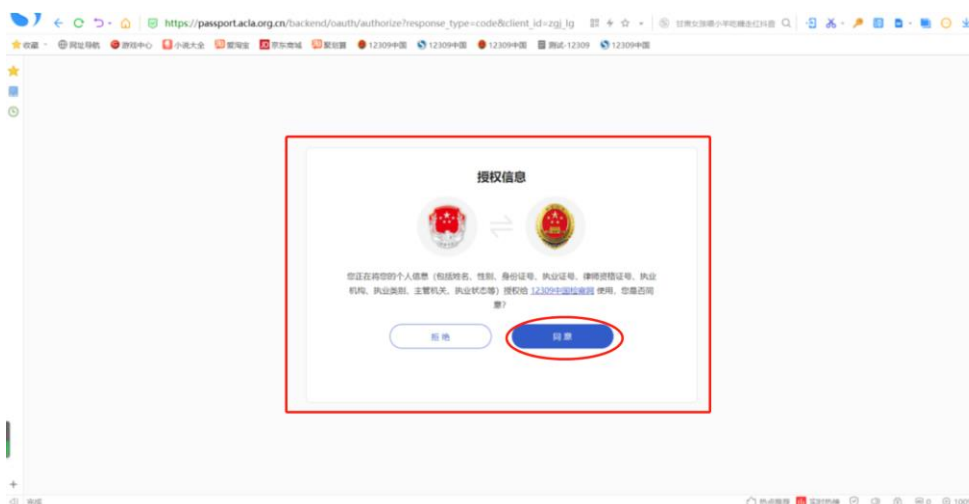 https://passport.acla.org.cn/backend/oauth/authorize?response_type=code&client_id=zgj_lg
收藏 网址导航 游戏中心 小说大全 爱淘宝 京东商城 聚划算 12309中国 12309中国 12309中国 测试-12309 12309中国
授权信息
您正在将您的个人信息（包括姓名、性别、身份证号、执业证号、律师资格证号、执业
机构、执业类别、主管机关、执业状态等）授权给 12309中国检察网 使用，您是否同
意？
拒绝 同意
完成